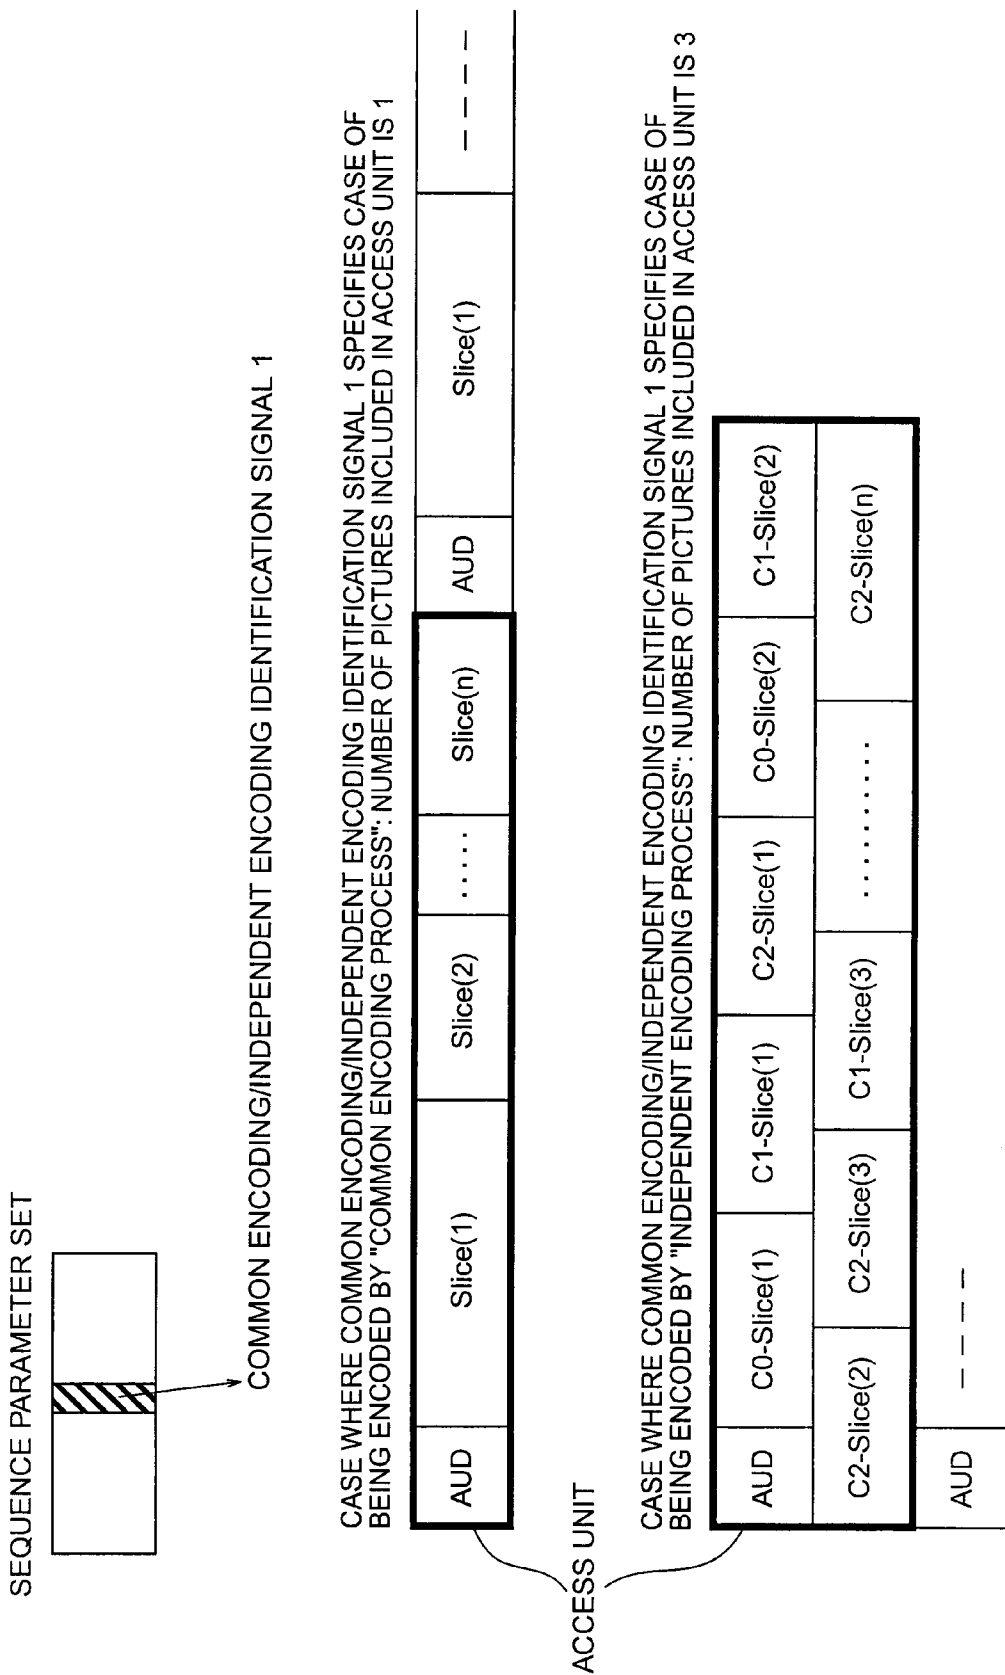 SEQUENCE PARAMETER SET
COMMON ENCODING/INDEPENDENT ENCODING IDENTIFICATION SIGNAL 1
CASE WHERE COMMON ENCODING/INDEPENDENT ENCODING IDENTIFICATION SIGNAL 1 SPECIFIES CASE OF
BEING ENCODED BY "COMMON ENCODING PROCESS": NUMBER OF PICTURES INCLUDED IN ACCESS UNIT IS 1
AUD Slice(1) Slice(2) ..... Slice(n) AUD Slice(1) ----
ACCESS UNIT
CASE WHERE COMMON ENCODING/INDEPENDENT ENCODING IDENTIFICATION SIGNAL 1 SPECIFIES CASE OF
BEING ENCODED BY "INDEPENDENT ENCODING PROCESS": NUMBER OF PICTURES INCLUDED IN ACCESS UNIT IS 3
AUD C0-Slice(1) C1-Slice(1) C2-Slice(1) C0-Slice(2) C1-Slice(2)
C2-Slice(2) C2-Slice(3) C1-Slice(3) ......... C2-Slice(n)
AUD ----